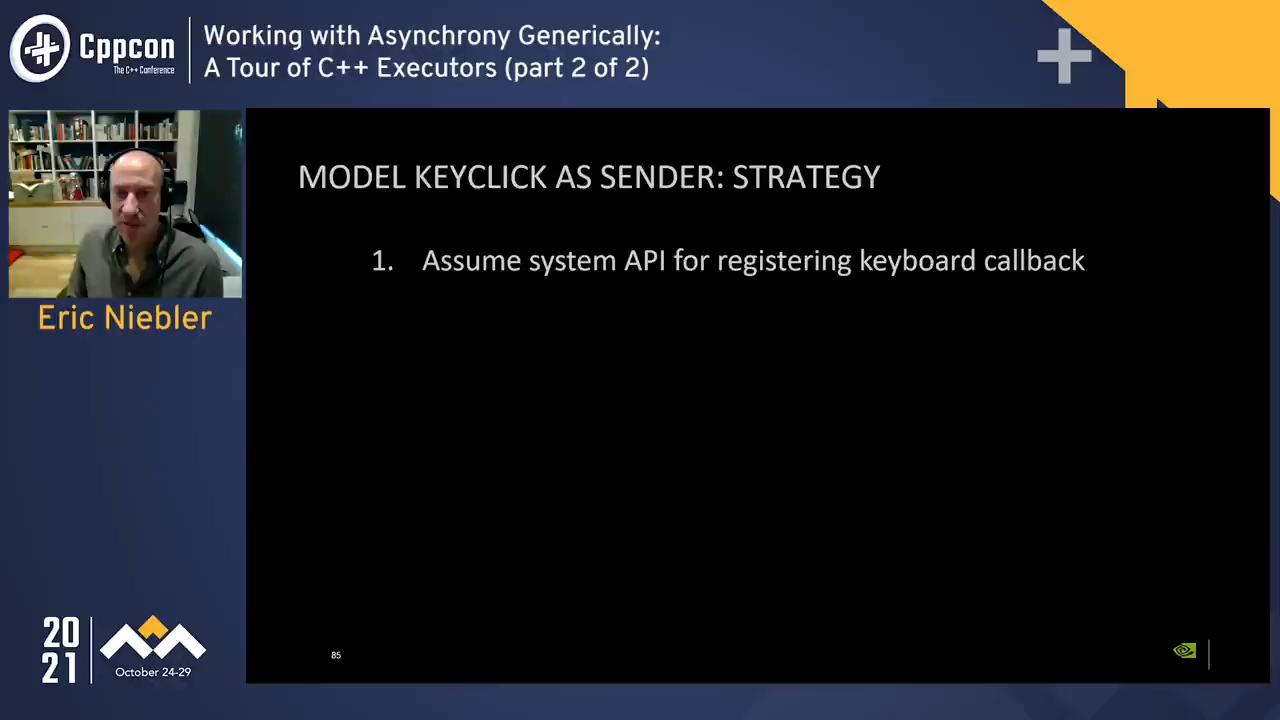 Cppcon
The C++ Conference
Working with Asynchrony Generically:
A Tour of C++ Executors (part 2 of 2)
Eric Niebler
MODEL KEYCLICK AS SENDER: STRATEGY
1. Assume system API for registering keyboard callback
85
20
21
October 24-29